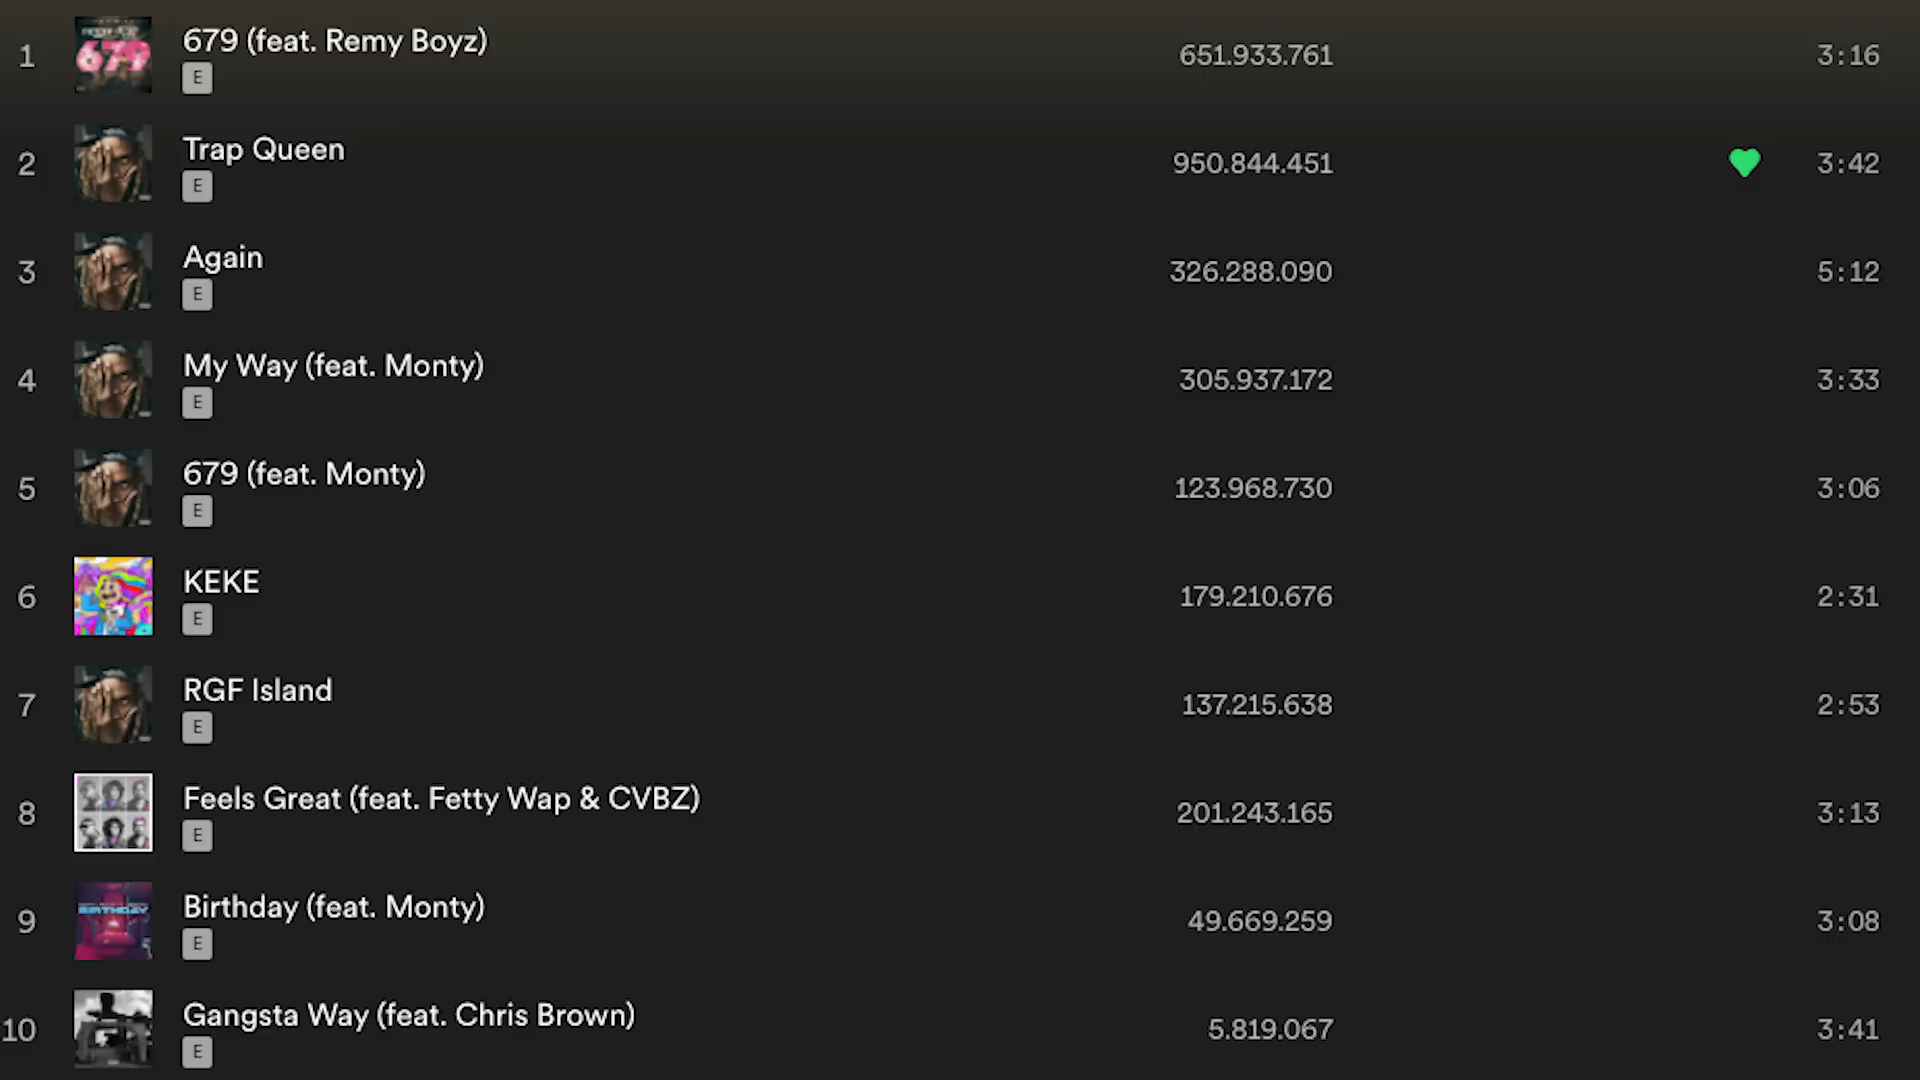 1
679
679 (feat. Remy Boyz)
E
651.933.761
3:16
2
Trap Queen
E
950.844.451
3:42
3
Again
E
326.288.090
5:12
4
My Way (feat. Monty)
E
305.937.172
3:33
5
679 (feat. Monty)
E
123.968.730
3:06
6
KEKE
E
179.210.676
2:31
7
RGF Island
E
137.215.638
2:53
8
Feels Great (feat. Fetty Wap & CVBZ)
E
201.243.165
3:13
9
BIRTHDAY
Birthday (feat. Monty)
E
49.669.259
3:08
10
Gangsta Way (feat. Chris Brown)
E
5.819.067
3:41